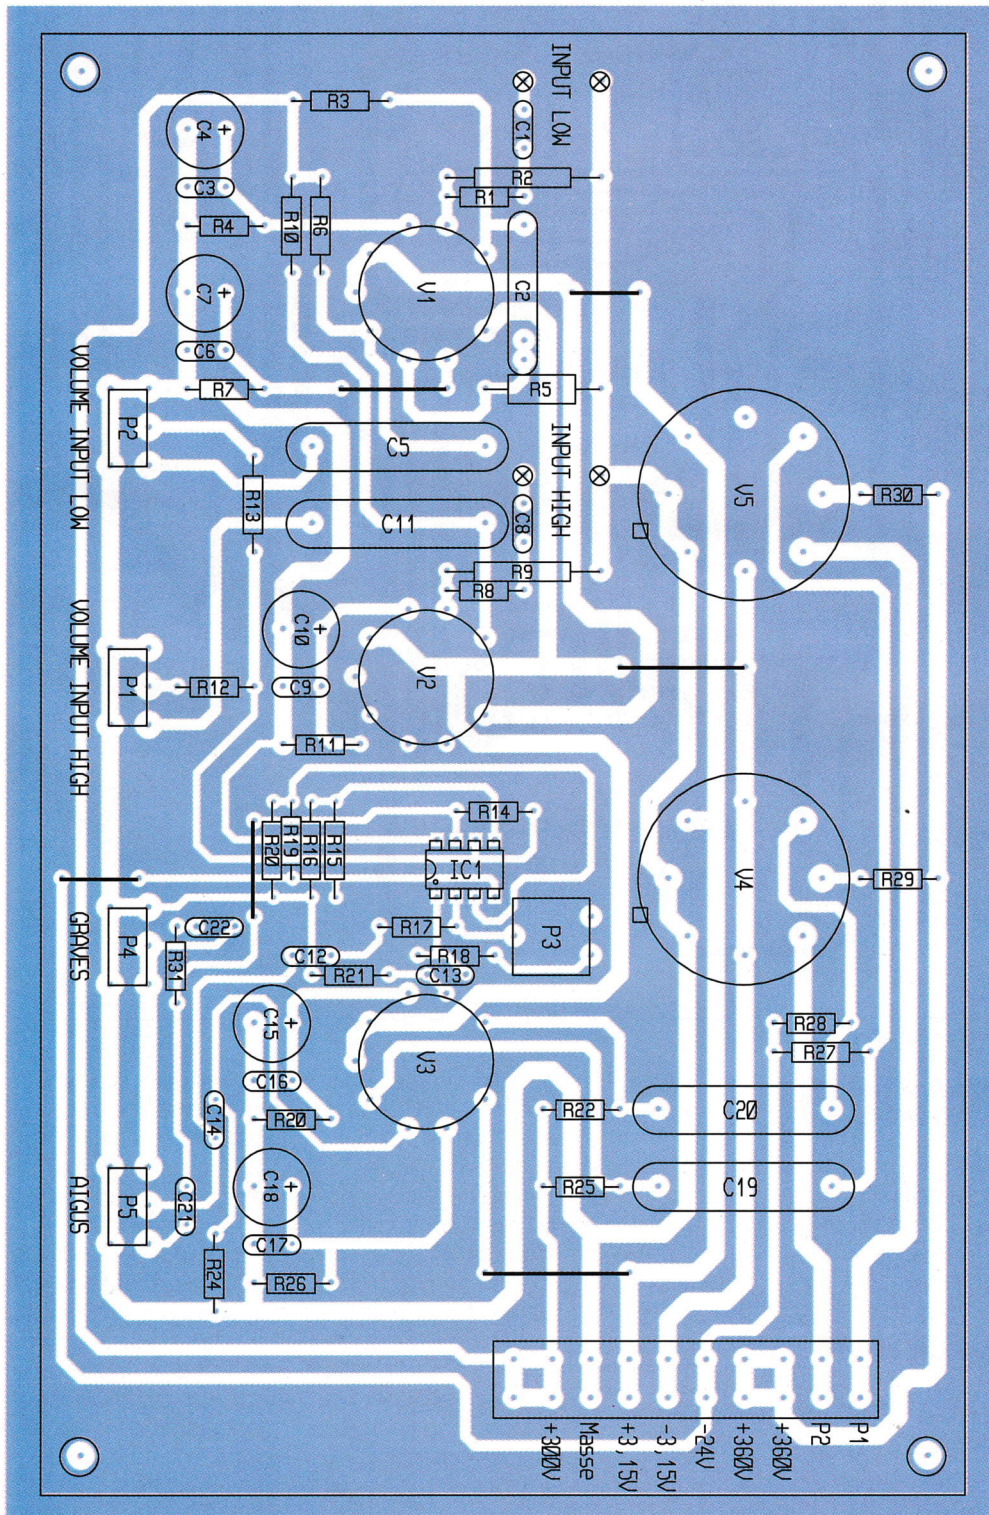 INPUT LOW
R3
C4
+
C1
C3
R2
R1
R4
R10
R6
C7
+
V1
C2
C6
R7
R5
VOLUME INPUT LOW
P2
C5
INPUT HIGH
V5
R30
R13
C11
C8
R9
R8
C10
+
VOLUME INPUT HIGH
P1
R12
C9
V2
R11
R14
R20
R19
R16
R15
IC1
V4
R29
GRAVES
P4
C22
R17
P3
R31
C12
R18
R21
C13
C15
+
V3
R28
R27
C16
C14
R20
R22
C20
AIGUS
P5
C21
C18
+
R25
C19
C17
R24
R26
+300V
Masse
+3,15V
-3,15V
-24V
+360V
+360V
P2
P1